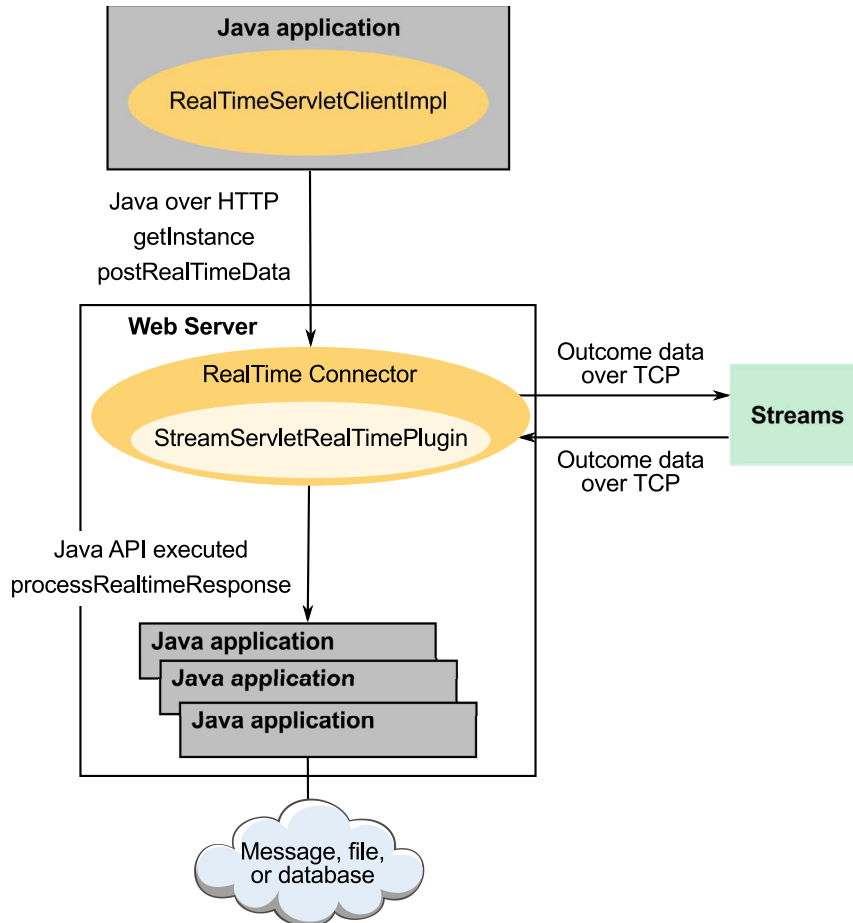 Java application
RealTimeServletClientImpl
Java over HTTP
getInstance
postRealTimeData
Web Server
RealTime Connector
StreamServletRealTimePlugin
Outcome data
over TCP
Streams
Outcome data
over TCP
Java API executed
processRealtimeResponse
Java application
Java application
Java application
Message, file,
or database